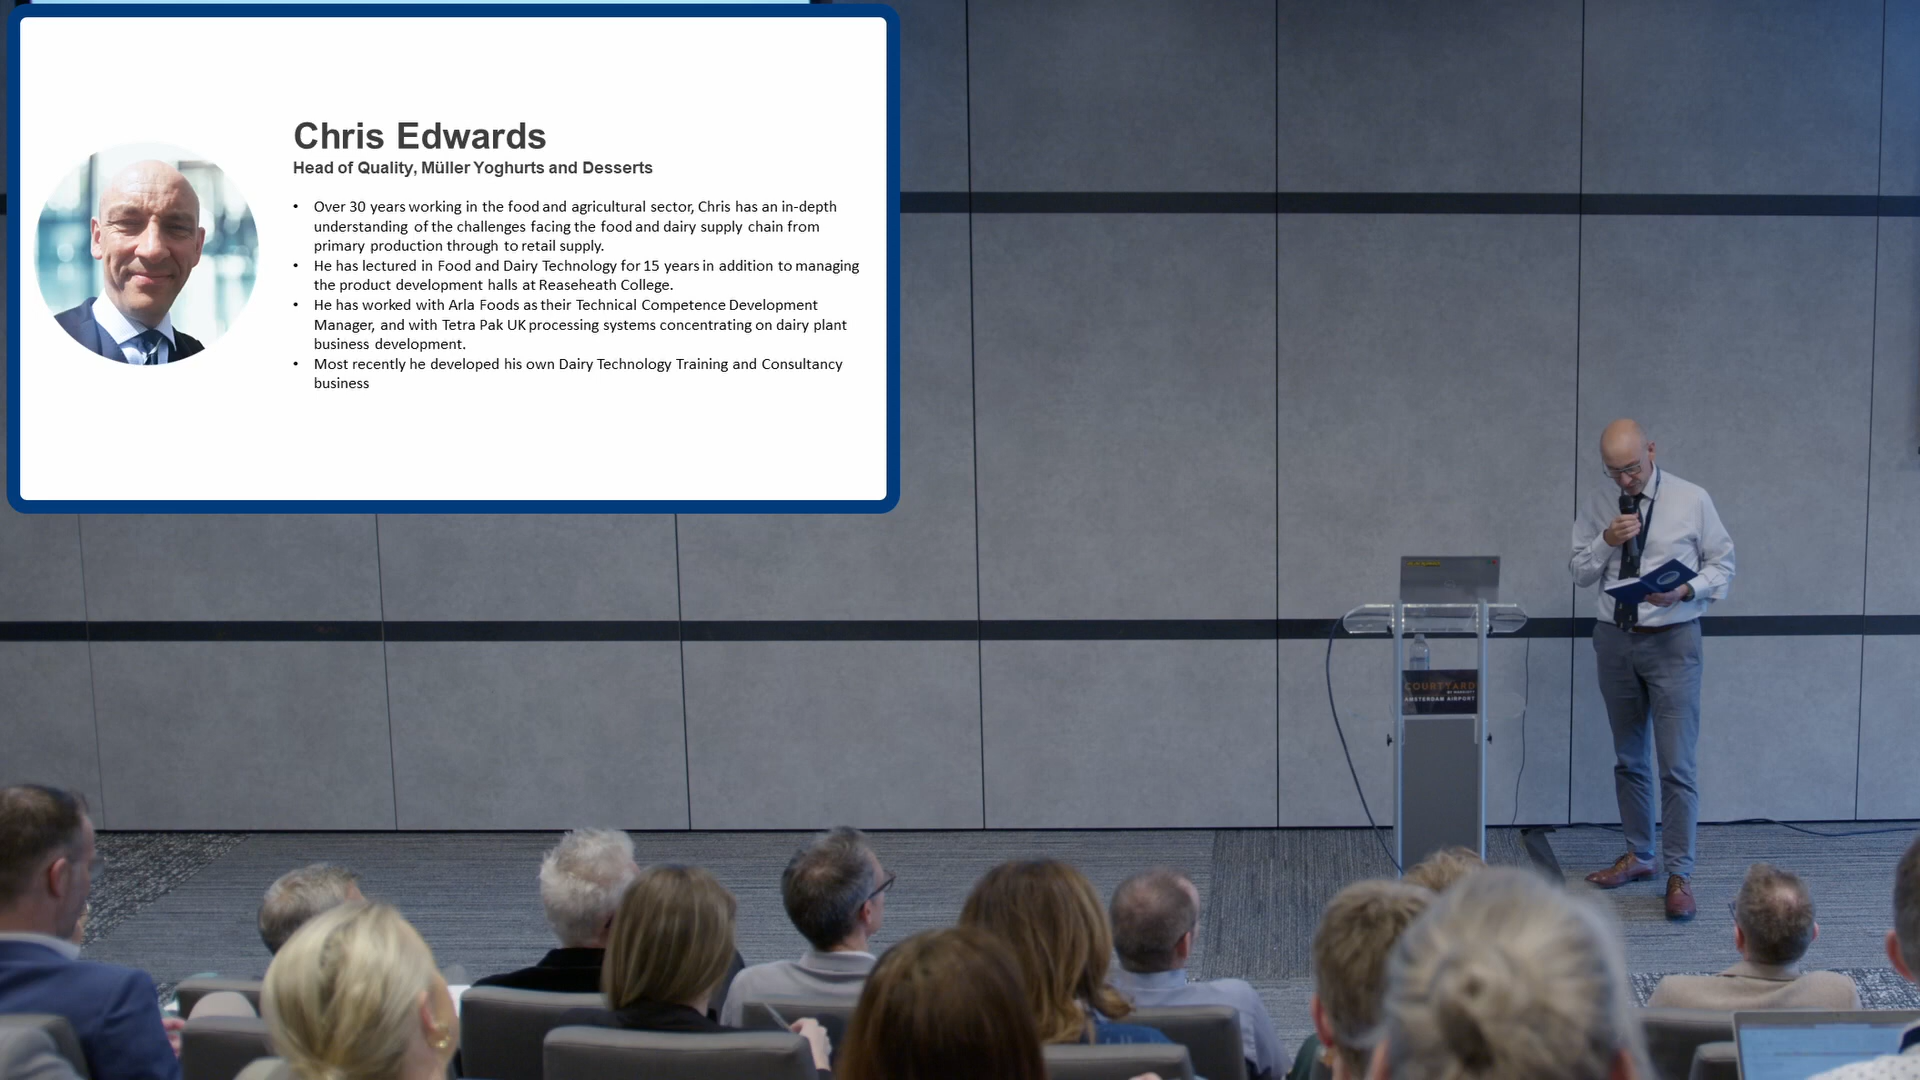 Chris Edwards
Head of Quality, Müller Yoghurts and Desserts
• Over 30 years working in the food and agricultural sector, Chris has an in-depth
understanding of the challenges facing the food and dairy supply chain from
primary production through to retail supply.
• He has lectured in Food and Dairy Technology for 15 years in addition to managing
the product development halls at Reaseheath College.
• He has worked with Arla Foods as their Technical Competence Development
Manager, and with Tetra Pak UK processing systems concentrating on dairy plant
business development.
• Most recently he developed his own Dairy Technology Training and Consultancy
business
COURTYARD
BY MARRIOTT
AMSTERDAM AIRPORT